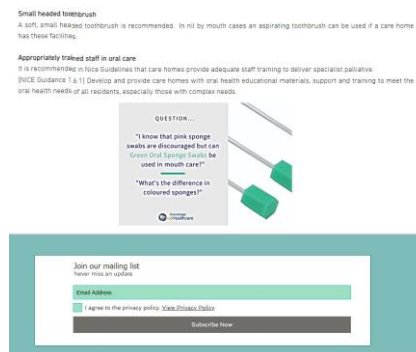 Small headed toothbrush
A soft, small headed toothbrush is recommended. In nil by mouth cases an aspirating toothbrush can be used if a care home
has these facilities.
Appropriately trained staff in oral care
It is recommended in Nice Guidelines that care homes provide adequate staff training to deliver specialist palliative.
(NICE Guidance 1.6.1) Develop and provide care homes with oral health educational materials, support and training to meet the
oral health needs of all residents, especially those with complex needs.
QUESTION...
"I know that pink sponge
swabs are discouraged but can
Green Oral Sponge Swabs be
used in mouth care?"
"What's the difference in
coloured sponges?"
Knowledge
Join our mailing list
Never miss an update
Email Address
I agree to the privacy policy. View Privacy Policy
Subscribe Now